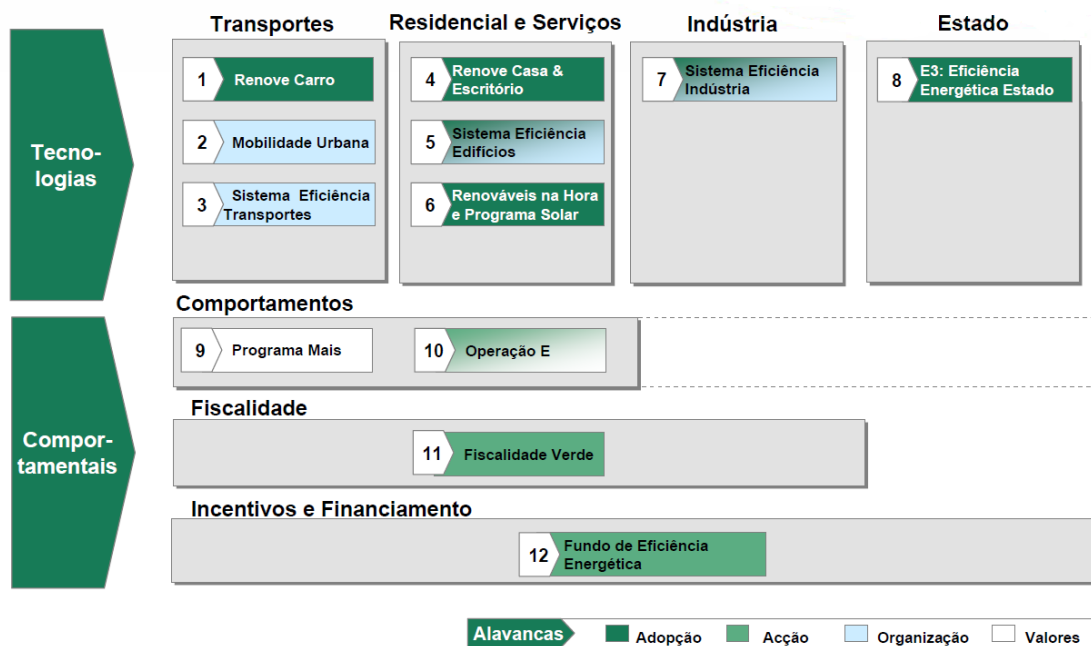 Transportes
Residencial e Serviços
Indústria
Estado
Tecno-
logias
1
Renove Carro
4
Renove Casa &
Escritório
7
Sistema Eficiência
Indústria
8
E3: Eficiência
Energética Estado
2
Mobilidade Urbana
5
Sistema Eficiência
Edifícios
3
Sistema Eficiência
Transportes
6
Renováveis na Hora
e Programa Solar
Compor-
tamentais
Comportamentos
9
Programa Mais
10
Operação E
Fiscalidade
11
Fiscalidade Verde
Incentivos e Financiamento
12
Fundo de Eficiência
Energética
Alavancas
Adopção
Acção
Organização
Valores